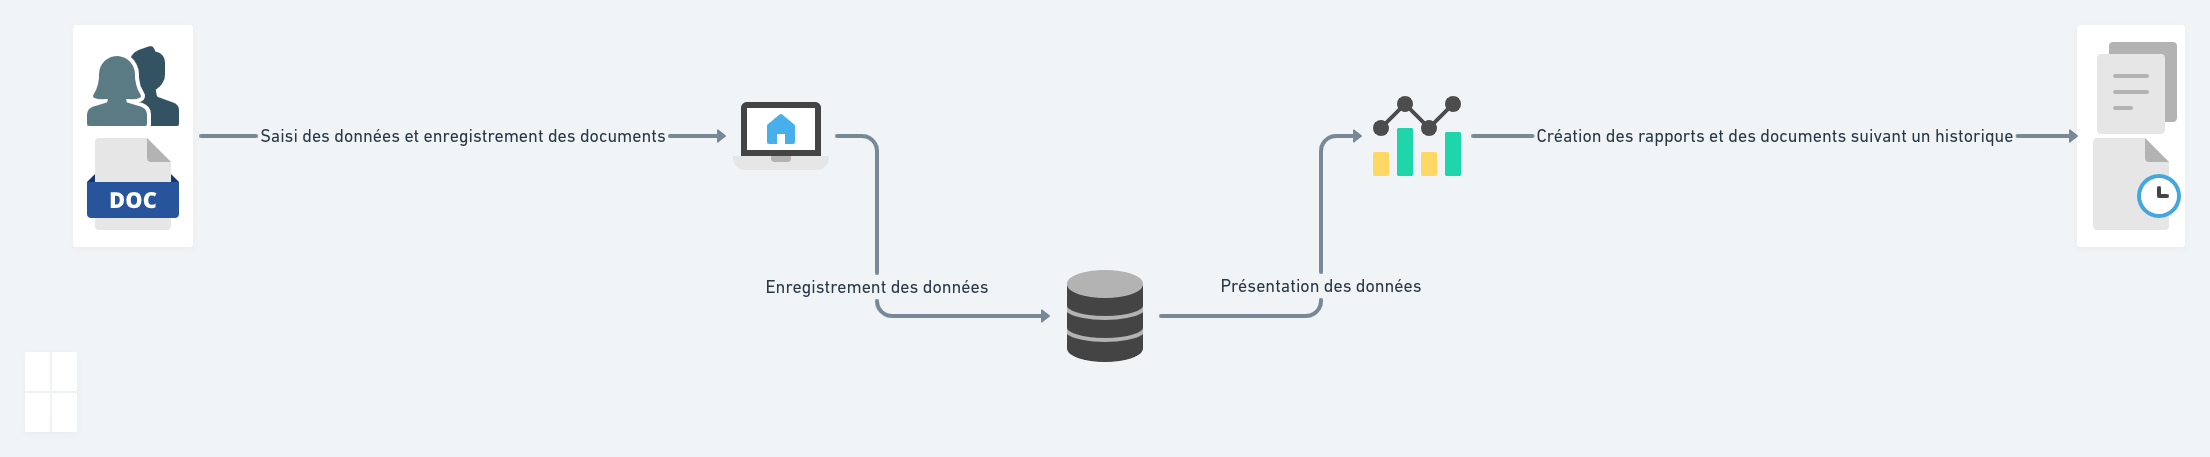 DOC
Saisi des données et enregistrement des documents
Enregistrement des données
Présentation des données
Création des rapports et des documents suivant un historique